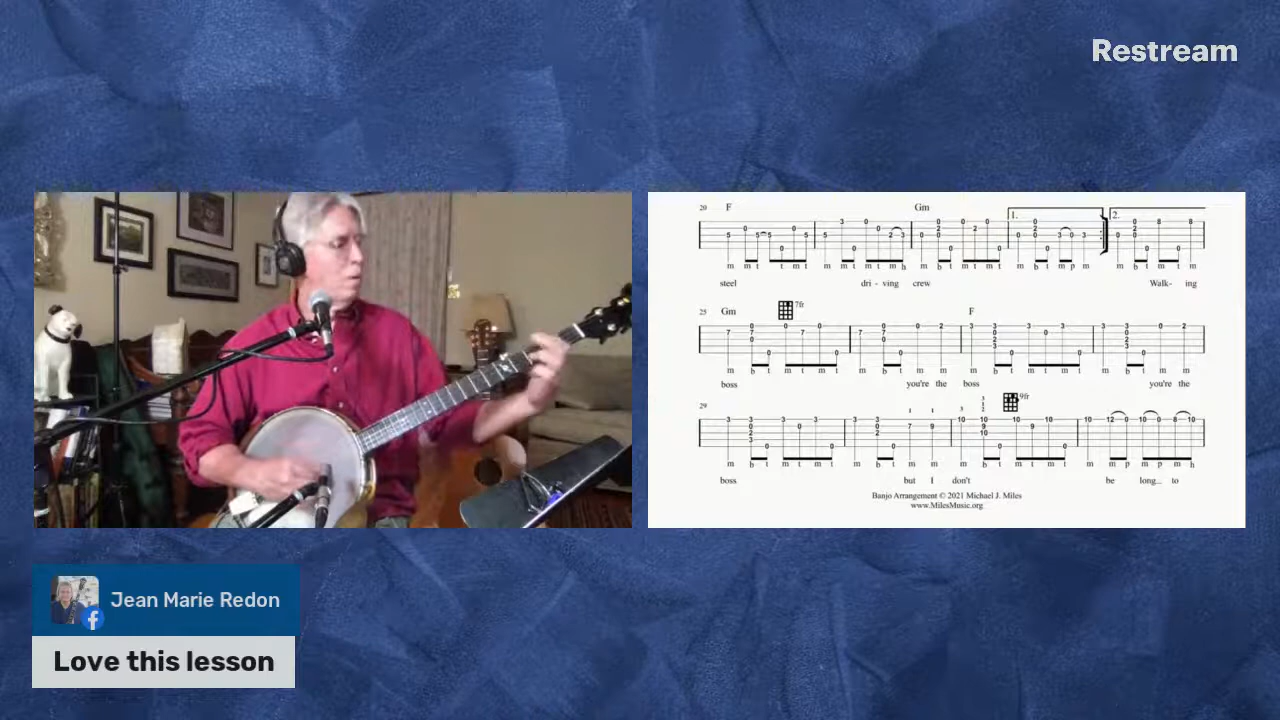 Restream
20 F Gm
1. 2.
m m t t m t m m t m t m h m b t m t m t m b t m p m m b t m t m
steel dri - ving crew Walk- ing
25 Gm 7fr F
m b t m t m t m b t m m m b t m t m t m b t m m
boss you're the boss you're the
29 9fr
m b t m t m t m b t m m m b t m t m t m m p m p m h
boss but I don't be long... to
Banjo Arrangement © 2021 Michael J. Miles
www.MilesMusic.org
Jean Marie Redon
Love this lesson